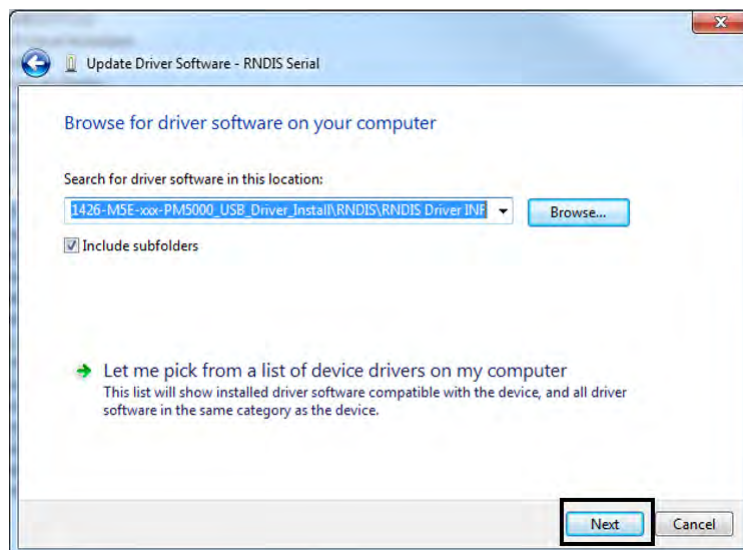 Update Driver Software - RNDIS Serial
Browse for driver software on your computer
Search for driver software in this location:
1426-M5E-xxx-PM5000_USB_Driver_Install\RNDIS\RNDIS Driver INF
Browse...
Include subfolders
Let me pick from a list of device drivers on my computer
This list will show installed driver software compatible with the device, and all driver
software in the same category as the device.
Next
Cancel